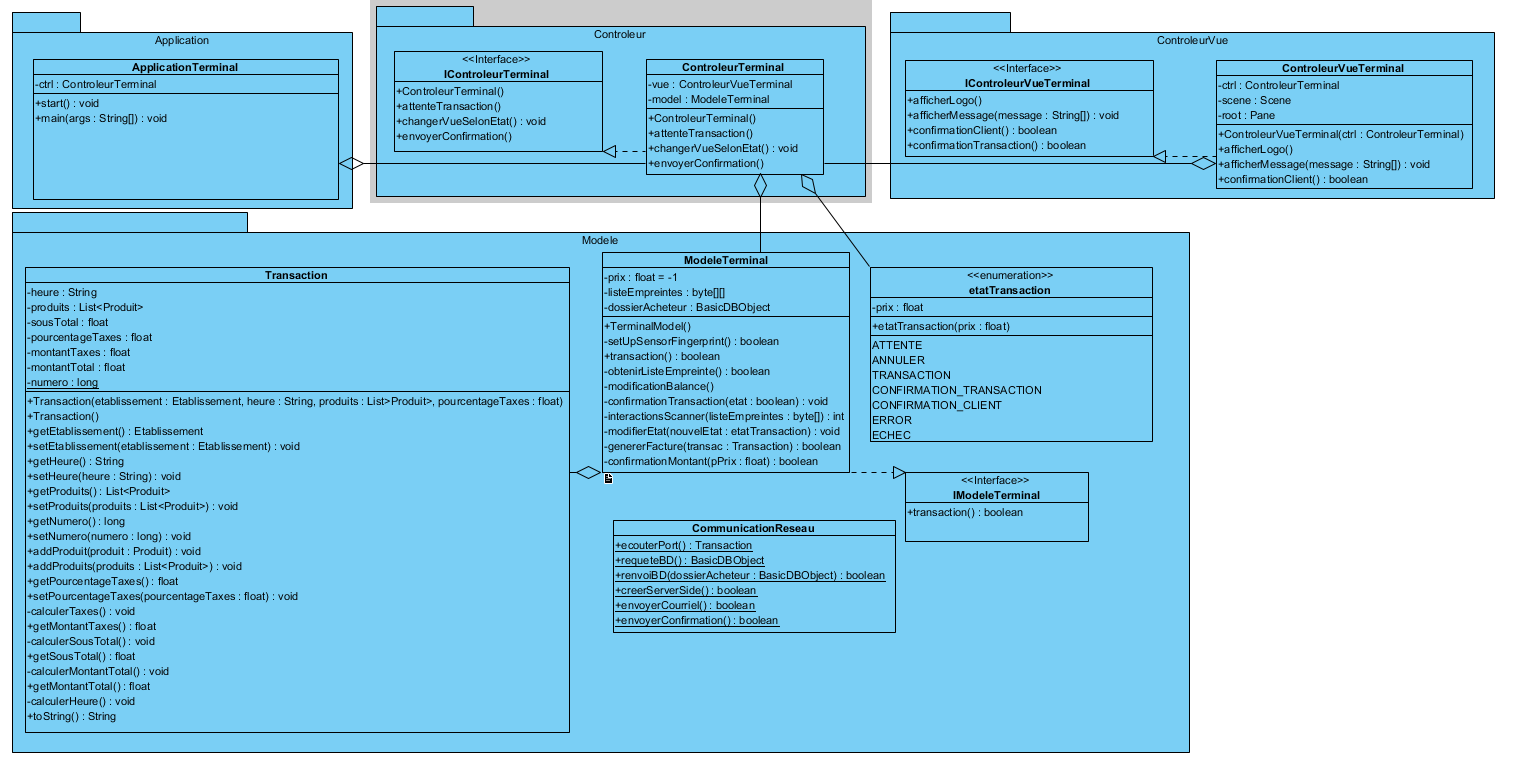 Application
ApplicationTerminal
-ctrl : ControleurTerminal
+start() : void
+main(args : String[]) : void
Controleur
<<Interface>>
IControleurTerminal
+ControleurTerminal()
+attenteTransaction()
+changerVueSelonEtat() : void
+envoyerConfirmation()
ControleurTerminal
-vue : ControleurVueTerminal
-model : ModeleTerminal
+ControleurTerminal()
+attenteTransaction()
+changerVueSelonEtat() : void
+envoyerConfirmation()
ControleurVue
<<Interface>>
IControleurVueTerminal
+afficherLogo()
+afficherMessage(message : String[]) : void
+confirmationClient() : boolean
+confirmationTransaction() : boolean
ControleurVueTerminal
-ctrl : ControleurTerminal
-scene : Scene
-root : Pane
+ControleurVueTerminal(ctrl : ControleurTerminal)
+afficherLogo()
+afficherMessage(message : String[]) : void
+confirmationClient() : boolean
Modele
Transaction
-heure : String
-produits : List<Produit>
-sousTotal : float
-pourcentageTaxes : float
-montantTaxes : float
-montantTotal : float
-numero : long
+Transaction(etablissement : Etablissement, heure : String, produits : List>Produit>, pourcentageTaxes : float)
+Transaction()
+getEtablissement() : Etablissement
+setEtablissement(etablissement : Etablissement) : void
+getHeure() : String
+setHeure(heure : String) : void
+getProduits() : List<Produit>
+setProduits(produits : List<Produit>) : void
+getNumero() : long
+setNumero(numero : long) : void
+addProduit(produit : Produit) : void
+addProduits(produits : List<Produt>) : void
+getPourcentageTaxes() : float
+setPourcentageTaxes(pourcentageTaxes : float) : void
-calculerTaxes() : void
+getMontantTaxes() : float
-calculerSousTotal() : void
+getSousTotal() : float
-calculerMontantTotal() : void
+getMontantTotal() : float
-calculerHeure() : void
+toString() : String
ModeleTerminal
-prix : float = -1
-listeEmpreintes : byte[][]
-dossierAcheteur : BasicDBObject
+TerminalModel()
-setUpSensorFingerprint() : boolean
+transaction() : boolean
-obtenirListeEmpreinte() : boolean
-modificationBalance()
-confirmationTransaction(etat : boolean) : void
-interactionsScanner(listeEmpreintes : byte[]) : int
-modifierEtat(nouvelEtat : etatTransaction) : void
-genererFacture(transac : Transaction) : boolean
-confirmationMontant(pPrix : float) : boolean
<<enumeration>>
etatTransaction
-prix : float
+etatTransaction(prix : float)
ATTENTE
ANNULER
TRANSACTION
CONFIRMATION_TRANSACTION
CONFIRMATION_CLIENT
ERROR
ECHEC
<<Interface>>
IModeleTerminal
+transaction() : boolean
CommunicationReseau
+ecouterPort() : Transaction
+requeteBD() : BasicDBObject
+renvoiBD(dossierAcheteur : BasicDBObject) : boolean
+creerServerSide() : boolean
+envoyerCourriel() : boolean
+envoyerConfirmation() : boolean